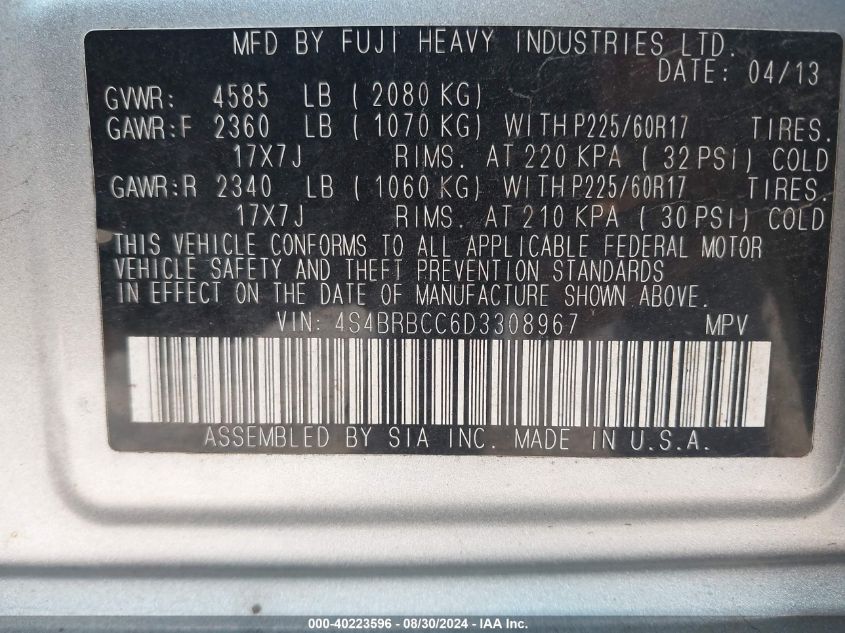 MFD BY FUJI HEAVY INDUSTRIES LTD.
DATE: 04/13
GVWR: 4585 LB ( 2080 KG)
GAWR:F 2360 LB ( 1070 KG) WITH P225/60R17 TIRES.
17X7J RIMS. AT 220 KPA ( 32 PSI) COLD
GAWR:R 2340 LB ( 1060 KG) WITH P225/60R17 TIRES.
17X7J RIMS. AT 210 KPA ( 30 PSI) COLD
THIS VEHICLE CONFORMS TO ALL APPLICABLE FEDERAL MOTOR
VEHICLE SAFETY AND THEFT PREVENTION STANDARDS
IN EFFECT ON THE DATE OF MANUFACTURE SHOWN ABOVE.
VIN: 4S4BRBCC6D3308967 MPV
ASSEMBLED BY SIA INC. MADE IN U.S.A.
000-40223596 - 08/30/2024 - IAA Inc.